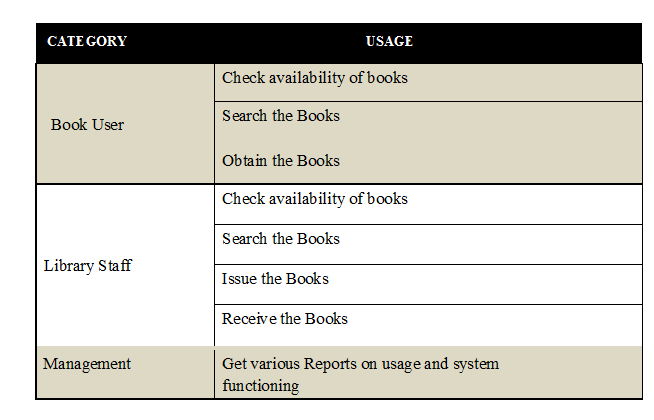 CATEGORY USAGE
Check availability of books
Book User
Search the Books
Obtain the Books
Check availability of books
Search the Books
Library Staff
Issue the Books
Receive the Books
Management Get various Reports on usage and system
functioning